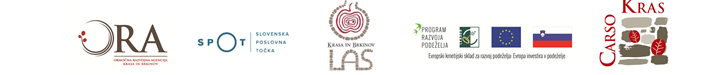 ORA
OBMOČNA RAZVOJNA AGENCIJA
KRASA IN BRKINOV
SPOT
SLOVENSKA
POSLOVNA
TOČKA
KRASA IN BRKINOV
LAS
PROGRAM
RAZVOJA
PODEŽELJA
Evropski kmetijski sklad za razvoj podeželja: Evropa investira v podeželje
CARSO
KRAS